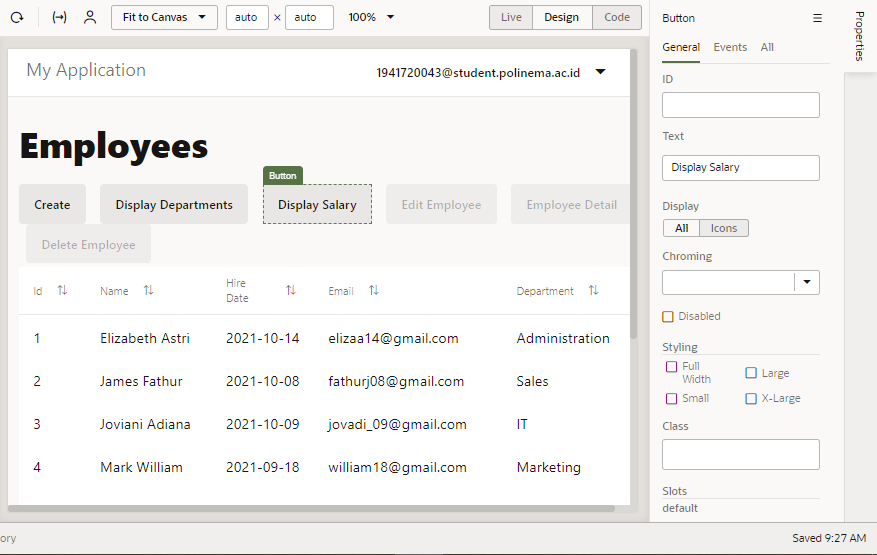 Fit to Canvas auto × auto 100% Live Design Code
Button
General Events All
Properties
My Application
1941720043@student.polinema.ac.id
Employees
Button
Create Display Departments Display Salary Edit Employee Employee Detail
Delete Employee
Id Name Hire Date Email Department
1 Elizabeth Astri 2021-10-14 elizaa14@gmail.com Administration
2 James Fathur 2021-10-08 fathurj08@gmail.com Sales
3 Joviani Adiana 2021-10-09 jovadi_09@gmail.com IT
4 Mark William 2021-09-18 william18@gmail.com Marketing
ID
Text
Display Salary
Display
All Icons
Chroming
Disabled
Styling
Full Width Large
Small X-Large
Class
Slots
default
ory
Saved 9:27 AM